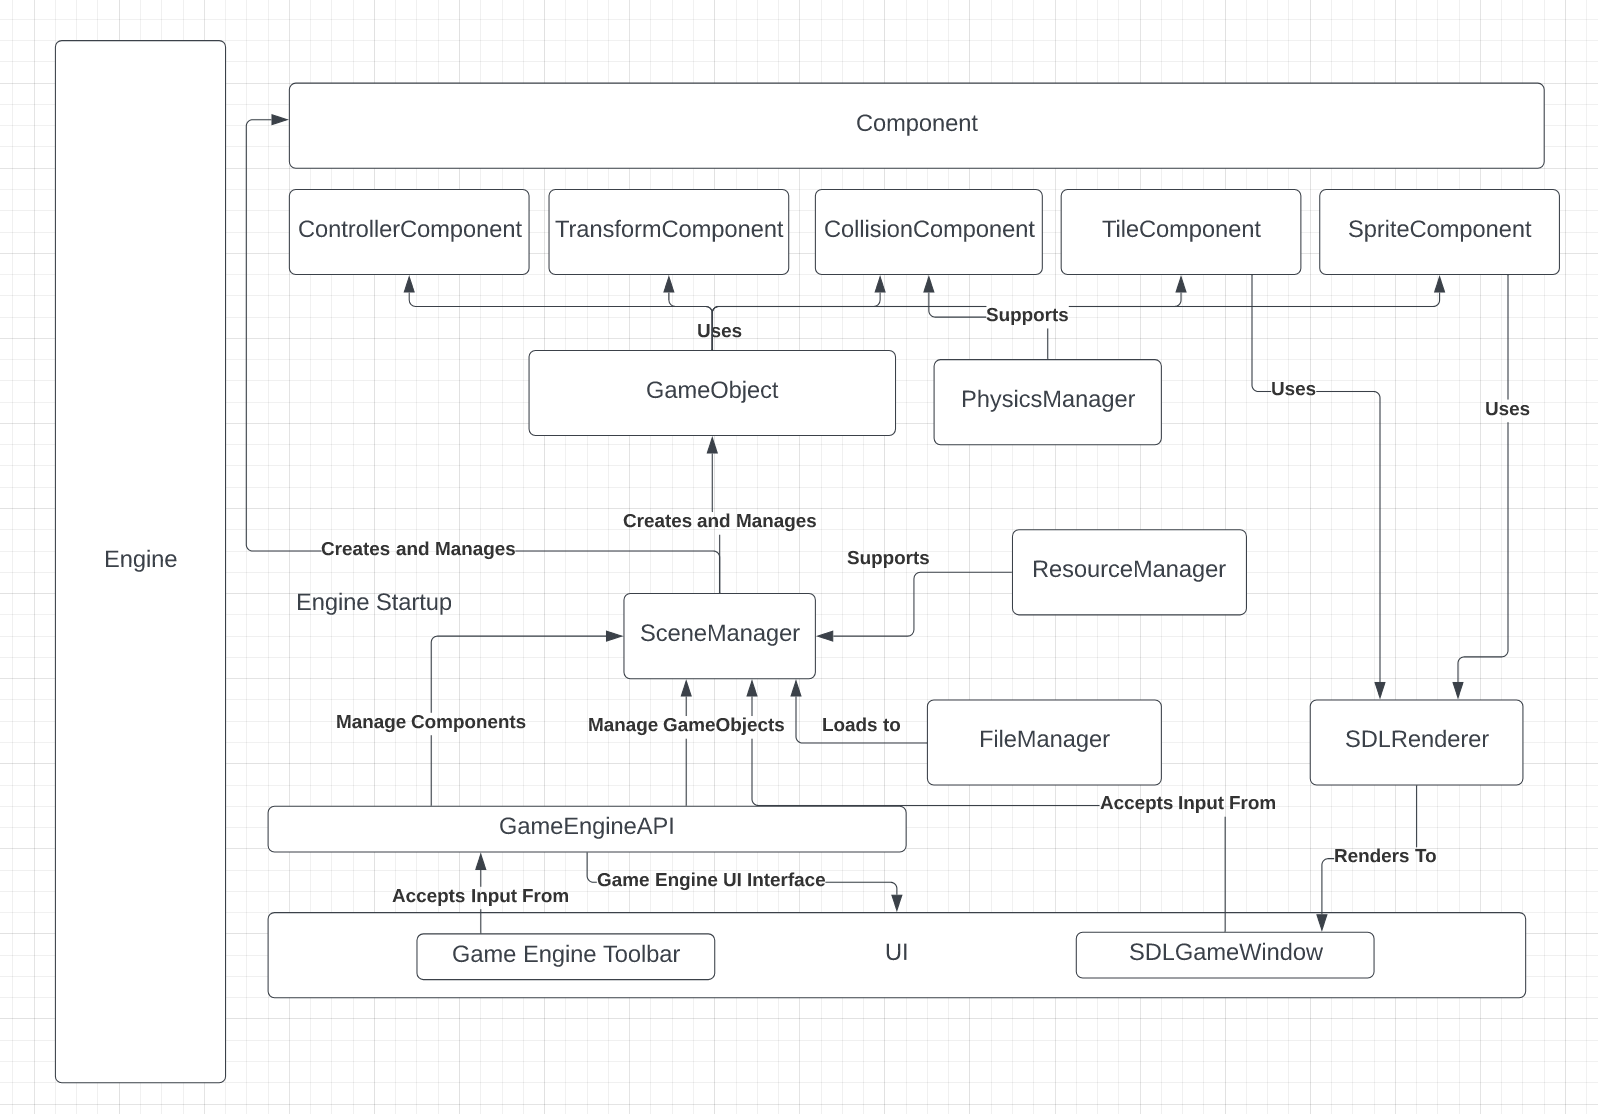 Component
ControllerComponent
TransformComponent
CollisionComponent
TileComponent
SpriteComponent
Supports
Uses
GameObject
PhysicsManager
Uses
Uses
Creates and Manages
Creates and Manages
Supports
Engine
ResourceManager
Engine Startup
SceneManager
Manage Components
Manage GameObjects
Loads to
FileManager
SDLRenderer
Accepts Input From
GameEngineAPI
Renders To
Game Engine UI Interface
Accepts Input From
Game Engine Toolbar
UI
SDLGameWindow